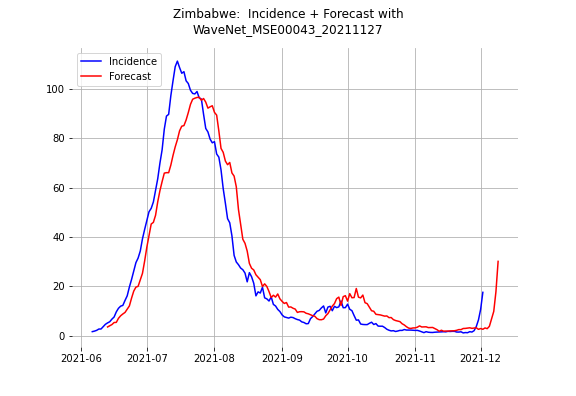 Zimbabwe:  Incidence + Forecast with
WaveNet_MSE00043_20211127
Incidence
Forecast
100
80
60
40
20
0
2021-06 2021-07 2021-08 2021-09 2021-10 2021-11 2021-12